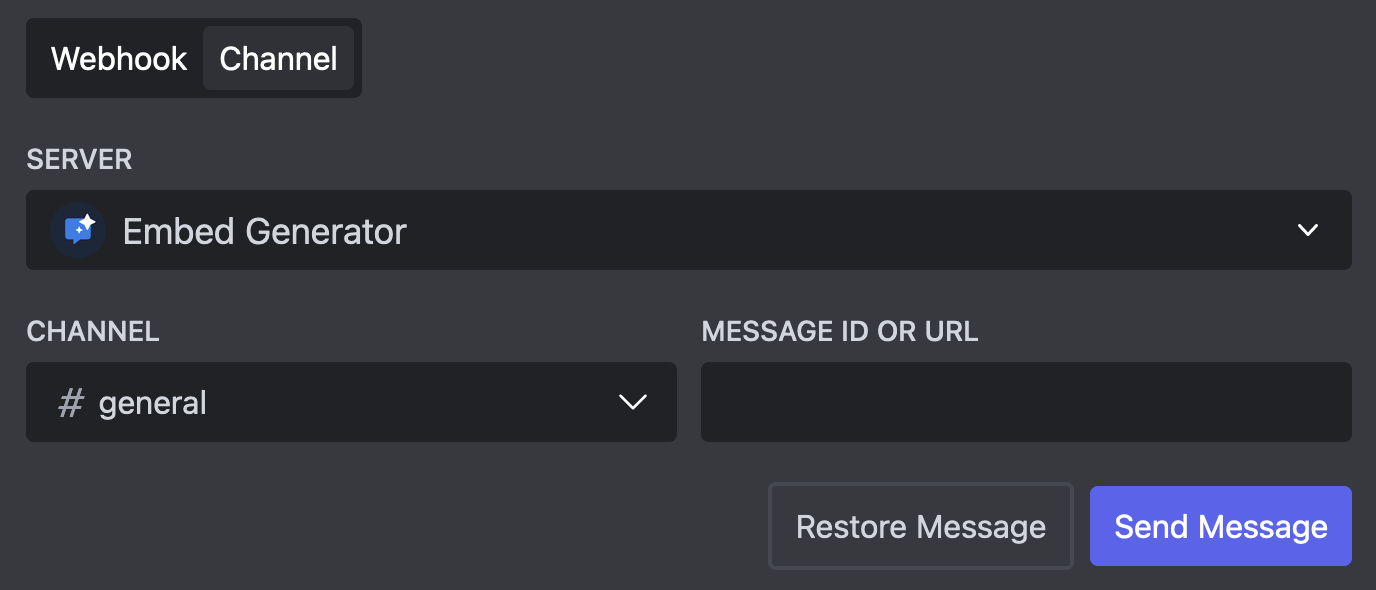 Webhook Channel
SERVER
Embed Generator
CHANNEL MESSAGE ID OR URL
# general
Restore Message Send Message